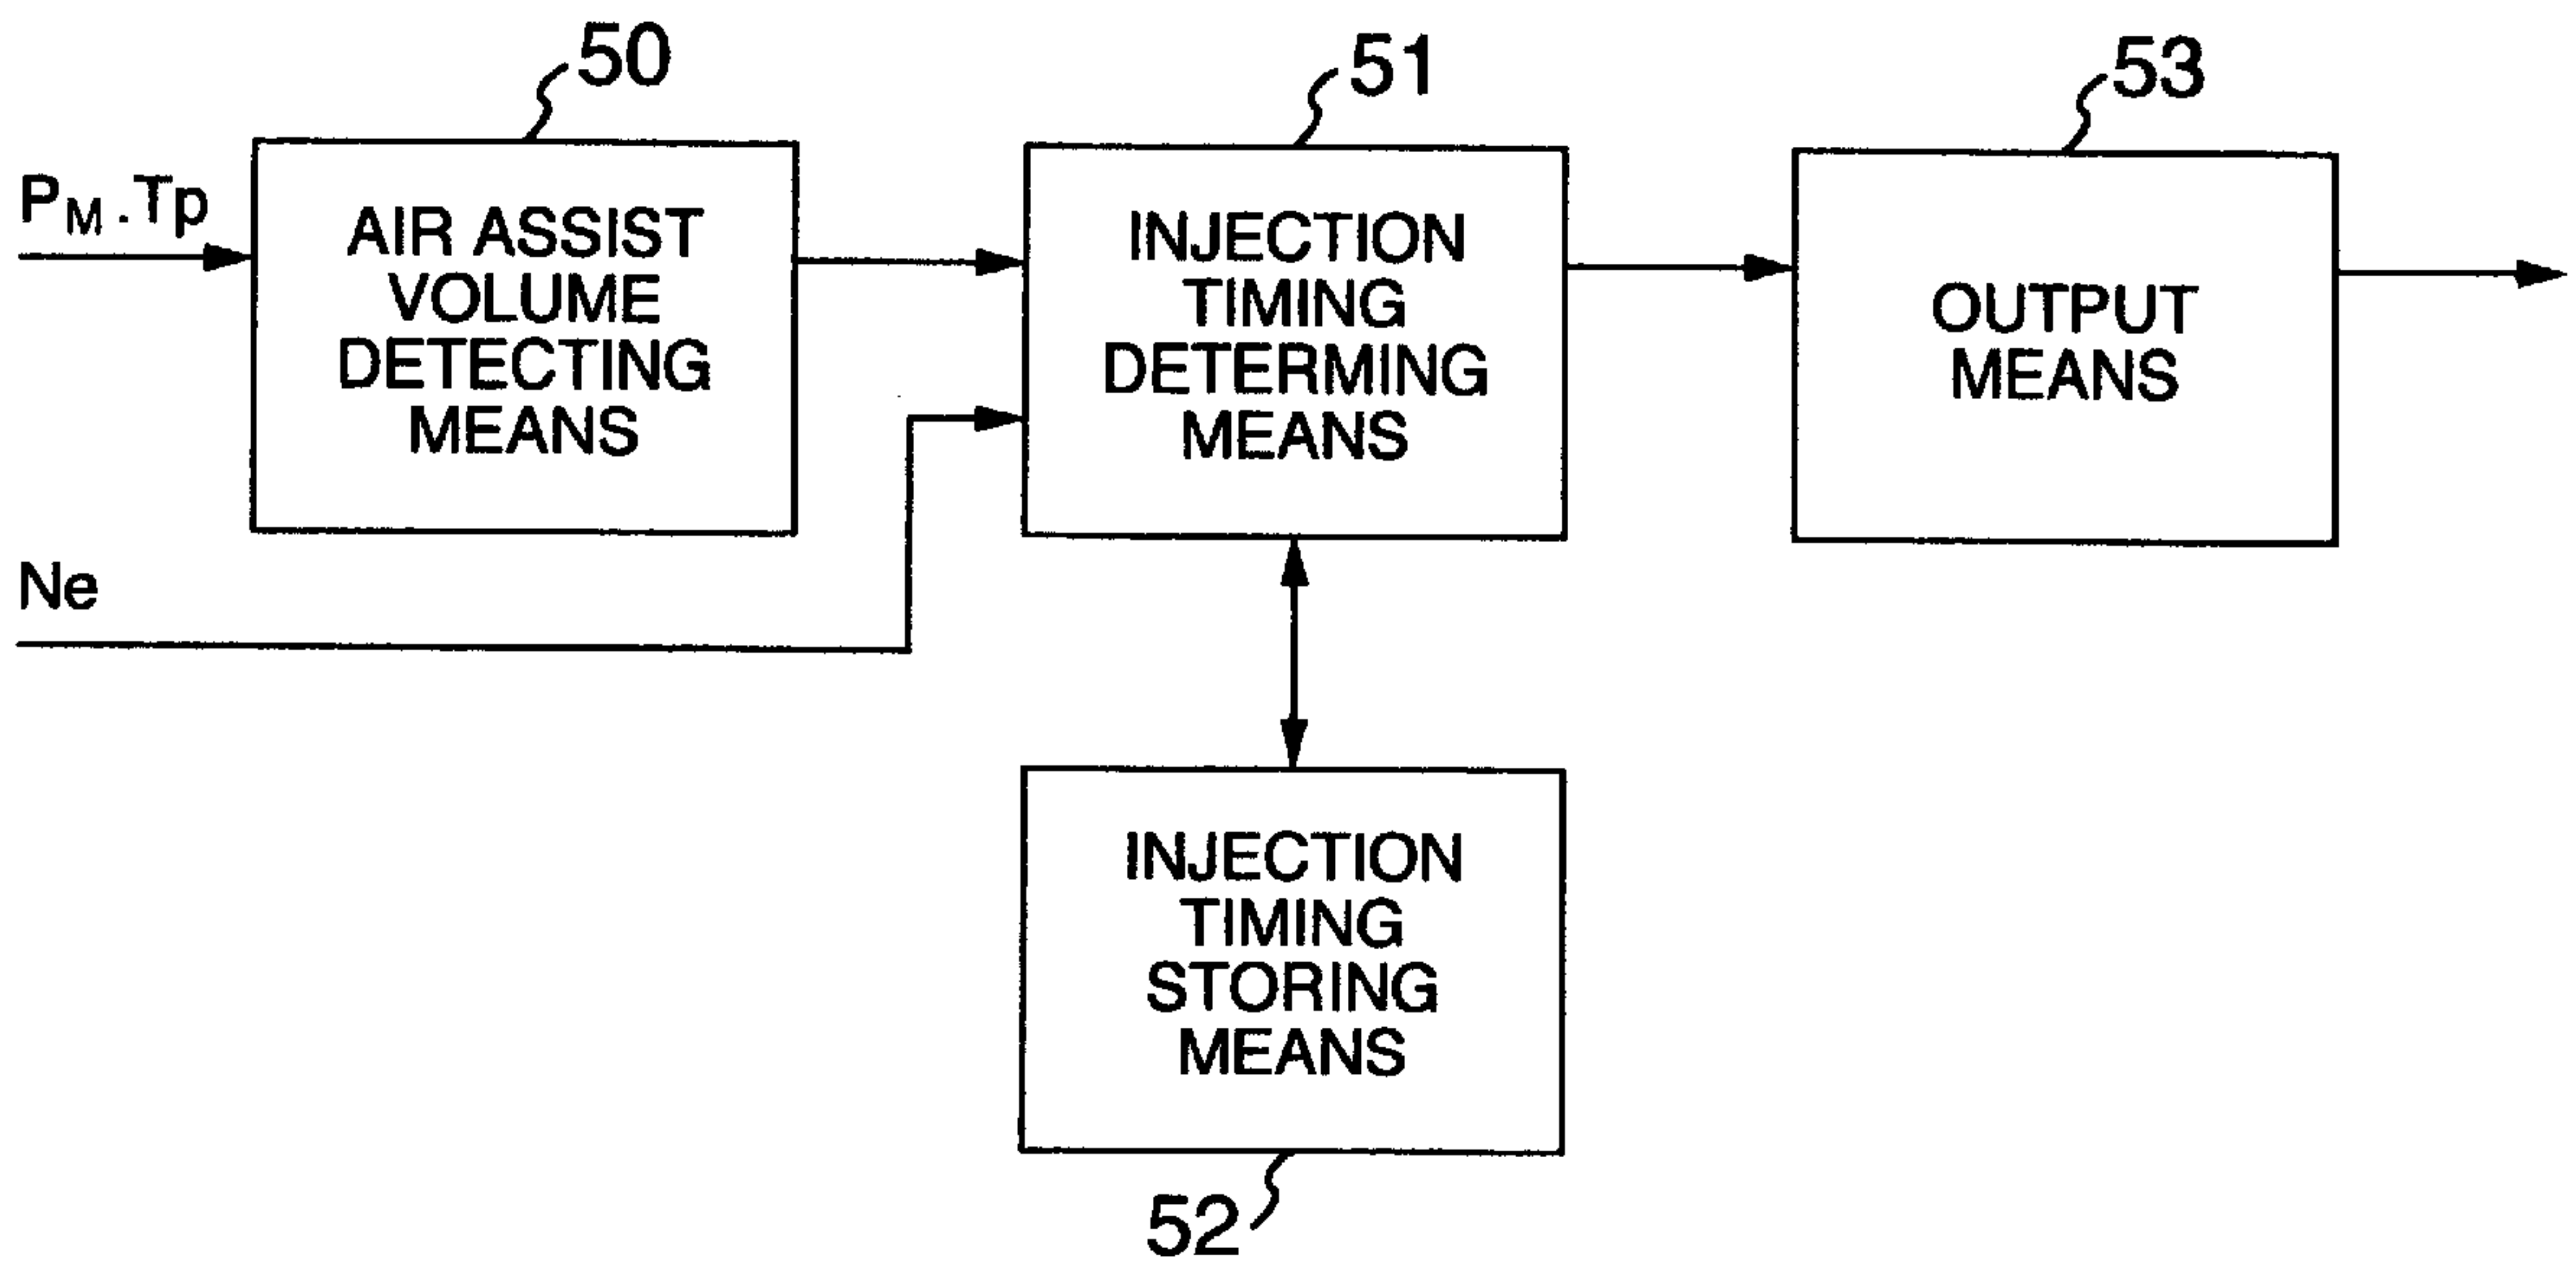 50
51
53
P_M .Tp
AIR ASSIST
VOLUME
DETECTING
MEANS
INJECTION
TIMING
DETERMING
MEANS
OUTPUT
MEANS
Ne
INJECTION
TIMING
STORING
MEANS
52